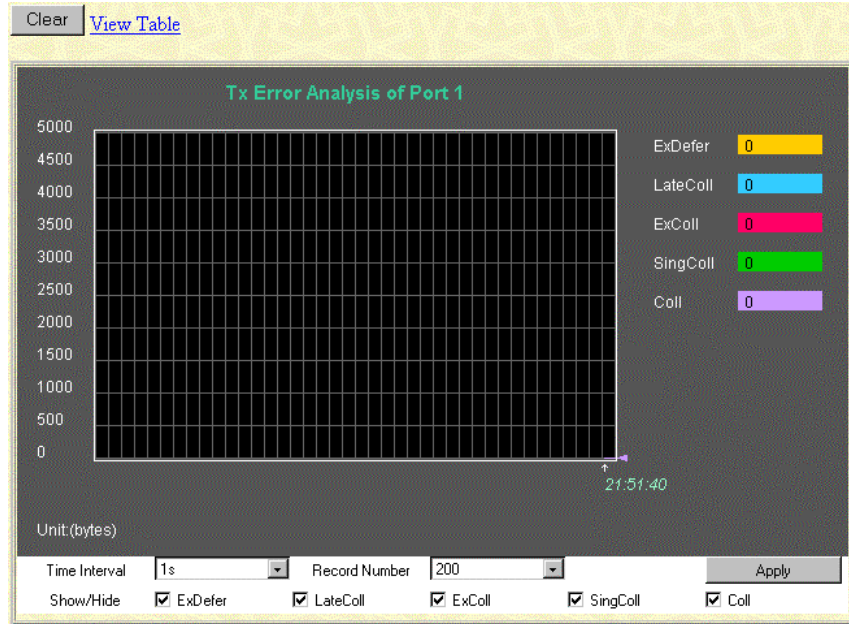 Clear View Table
Tx Error Analysis of Port 1
5000
4500
4000
3500
3000
2500
2000
1500
1000
500
0
ExDefer 0
LateColl 0
ExColl 0
SingColl 0
Coll 0
21:51:40
Unit:(bytes)
Time Interval 1s Record Number 200 Apply
Show/Hide ExDefer LateColl ExColl SingColl Coll